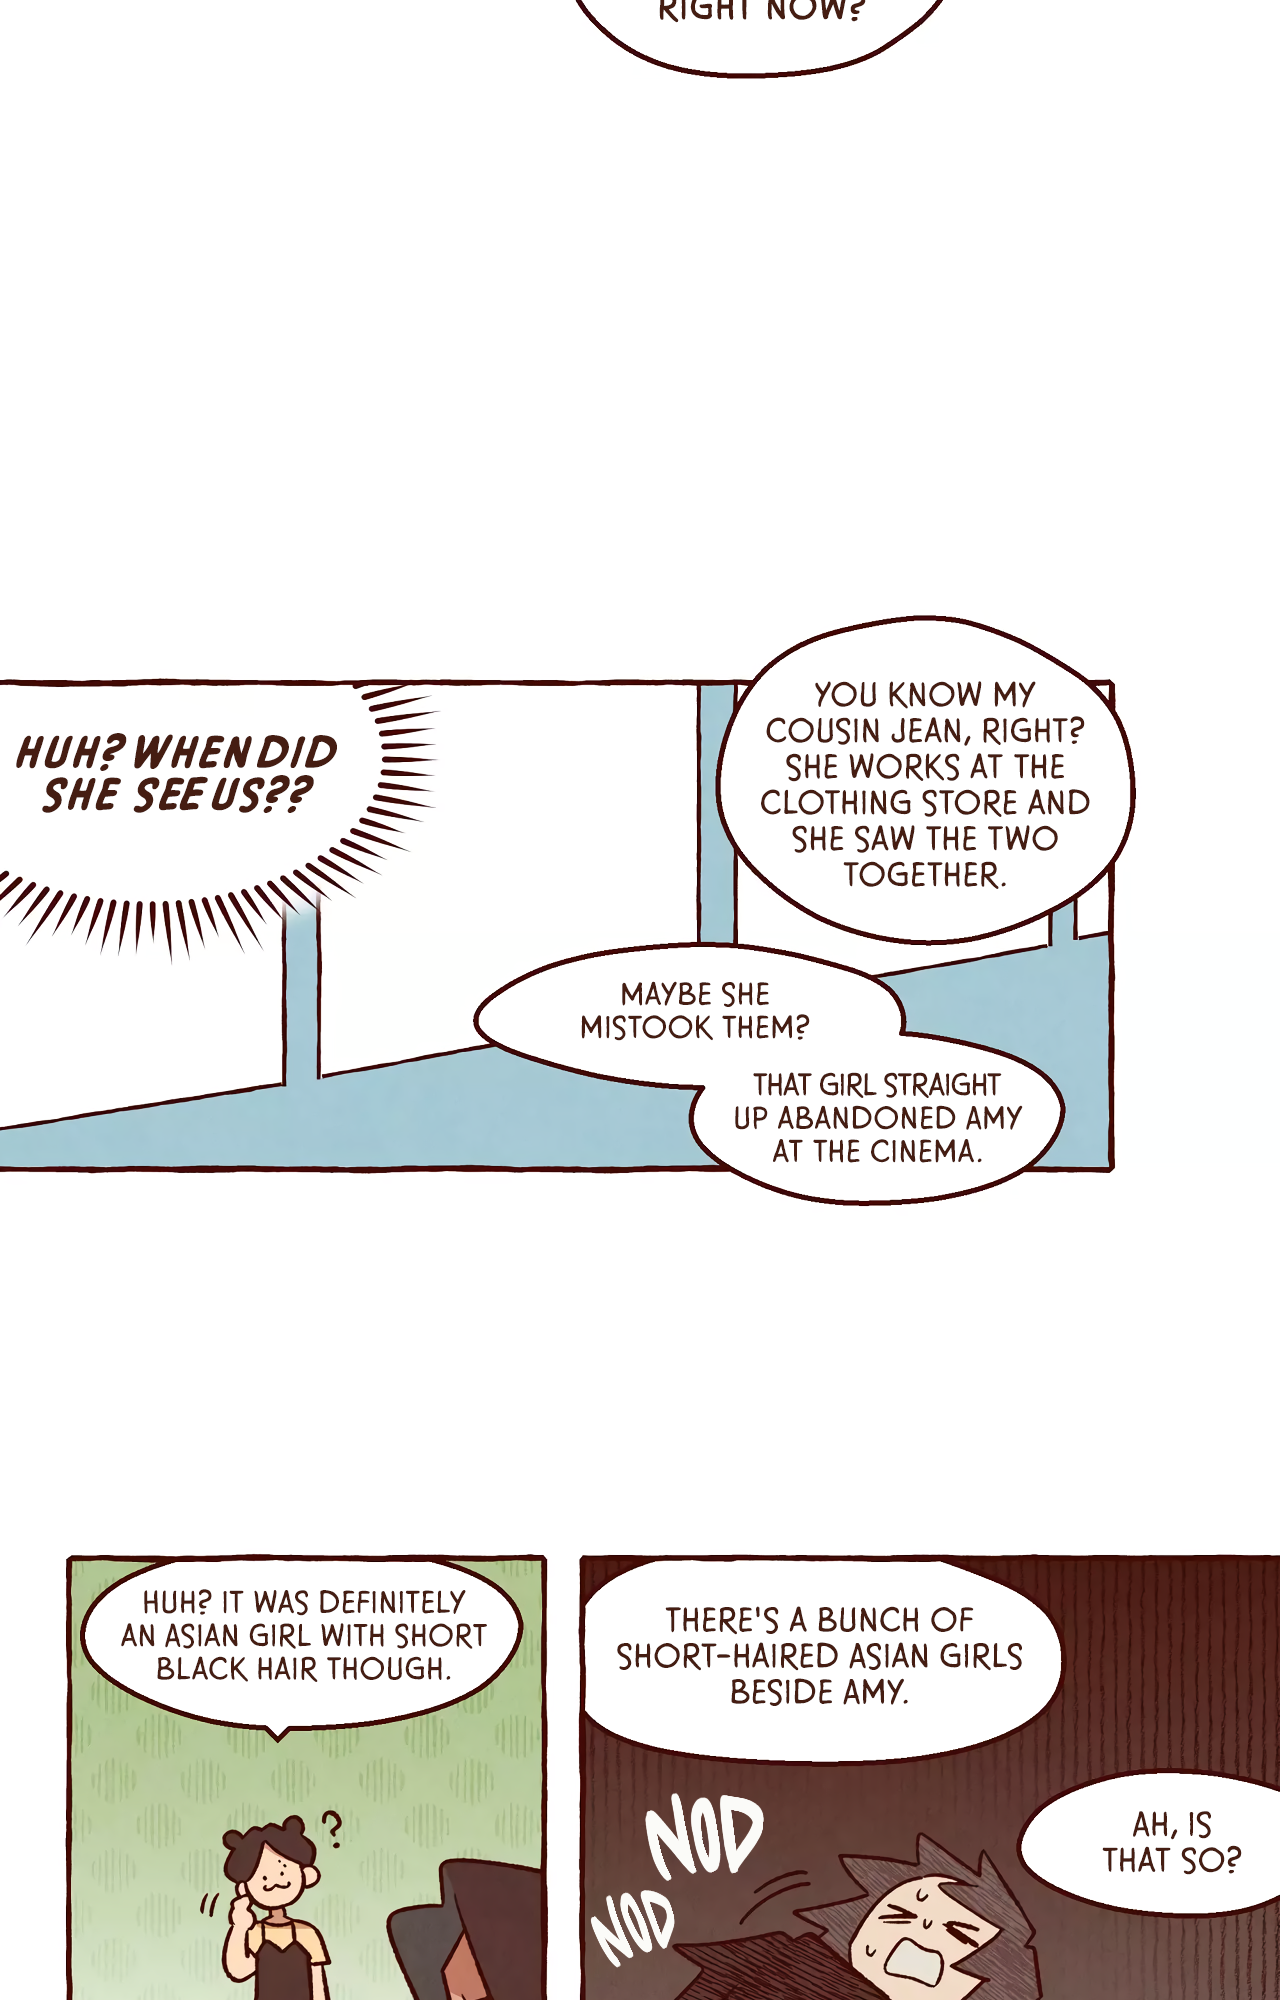 RIGHT NOW?
YOU KNOW MY
COUSIN JEAN, RIGHT?
SHE WORKS AT THE
CLOTHING STORE AND
SHE SAW THE TWO
TOGETHER.
HUH? WHEN DID
SHE SEE US??
MAYBE SHE
MISTOOK THEM?
THAT GIRL STRAIGHT
UP ABANDONED AMY
AT THE CINEMA.
HUH? IT WAS DEFINITELY
AN ASIAN GIRL WITH SHORT
BLACK HAIR THOUGH.
?
THERE'S A BUNCH OF
SHORT-HAIRED ASIAN GIRLS
BESIDE AMY.
NOD
NOD
AH, IS
THAT SO?